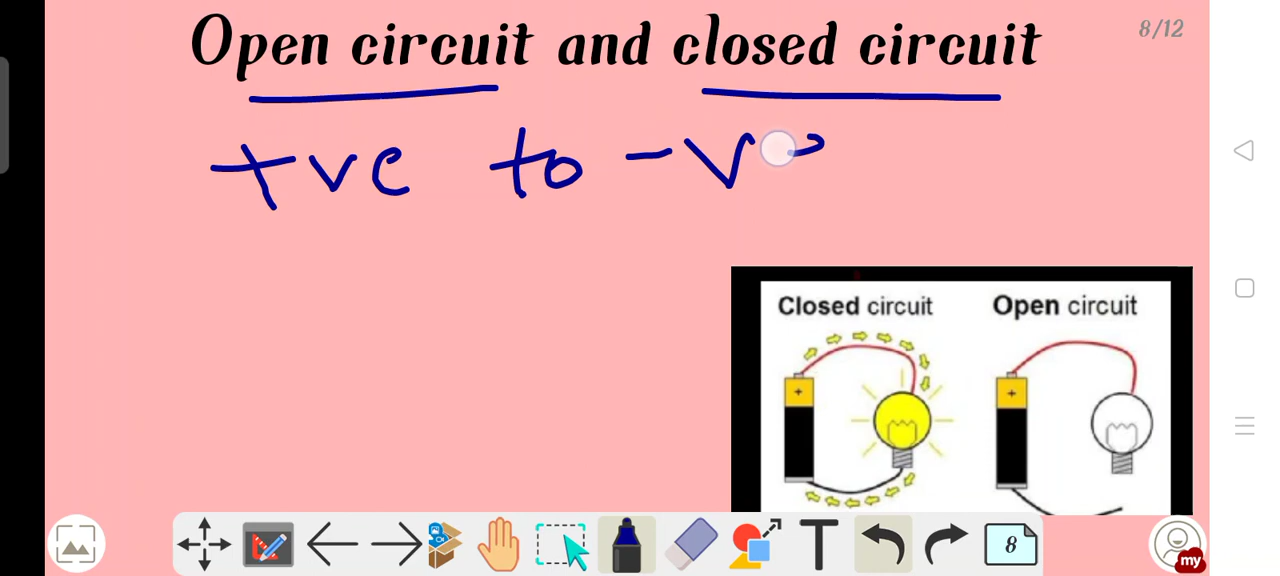 Open circuit and closed circuit
8/12
+ve to -v
Closed circuit
Open circuit
+
+
T
8
my